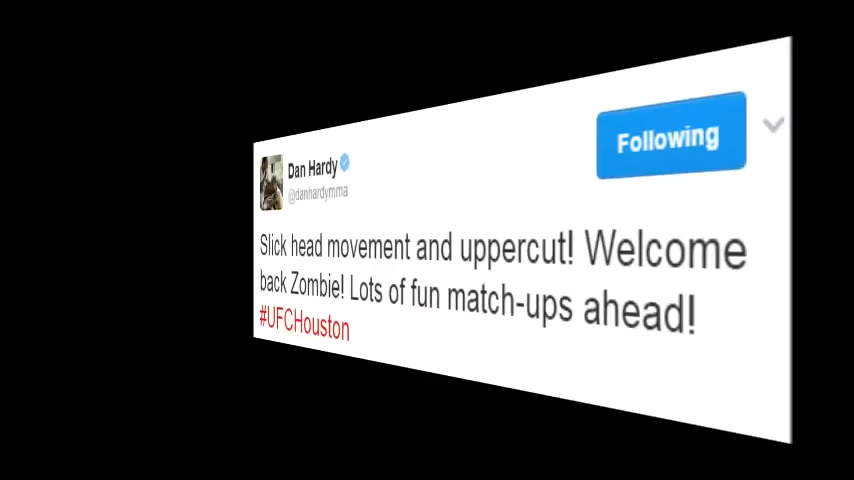 Dan Hardy
@danhardymma
Following
Slick head movement and uppercut! Welcome
back Zombie! Lots of fun match-ups ahead!
#UFCHouston